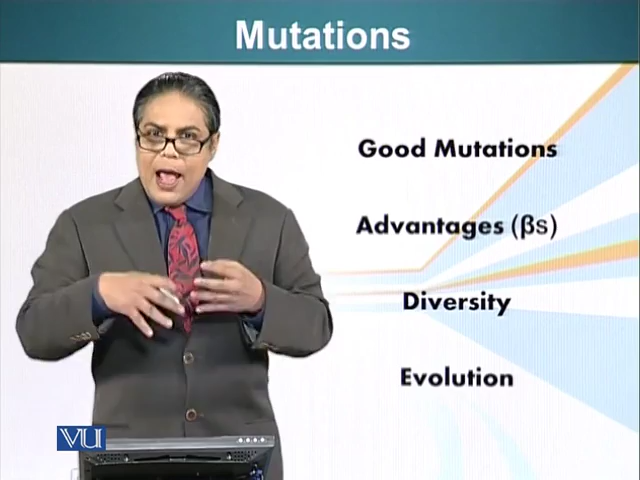 Mutations
Good Mutations
Advantages (βs)
Diversity
Evolution
VU